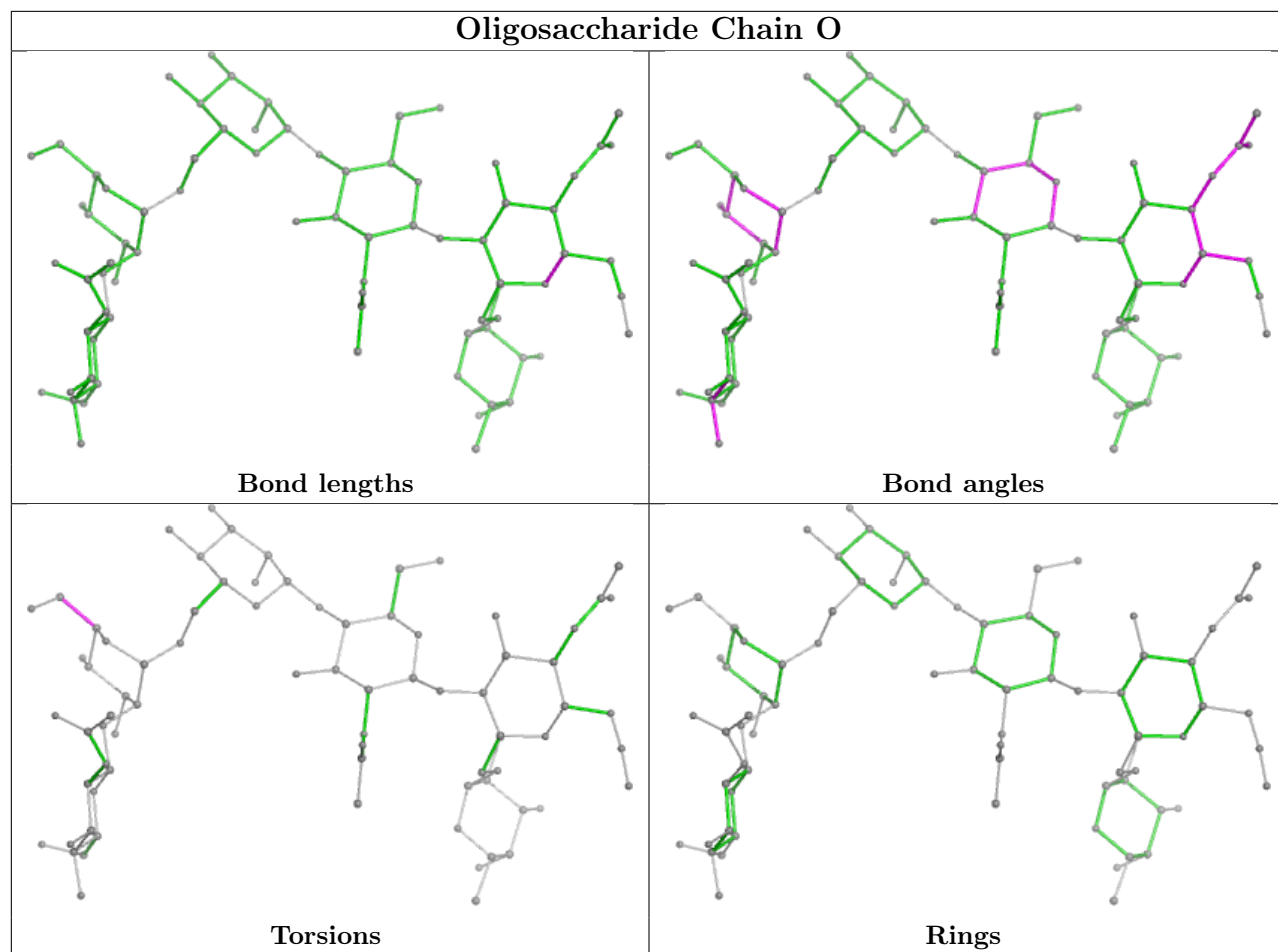 Oligosaccharide Chain O
Bond lengths
Bond angles
Torsions
Rings